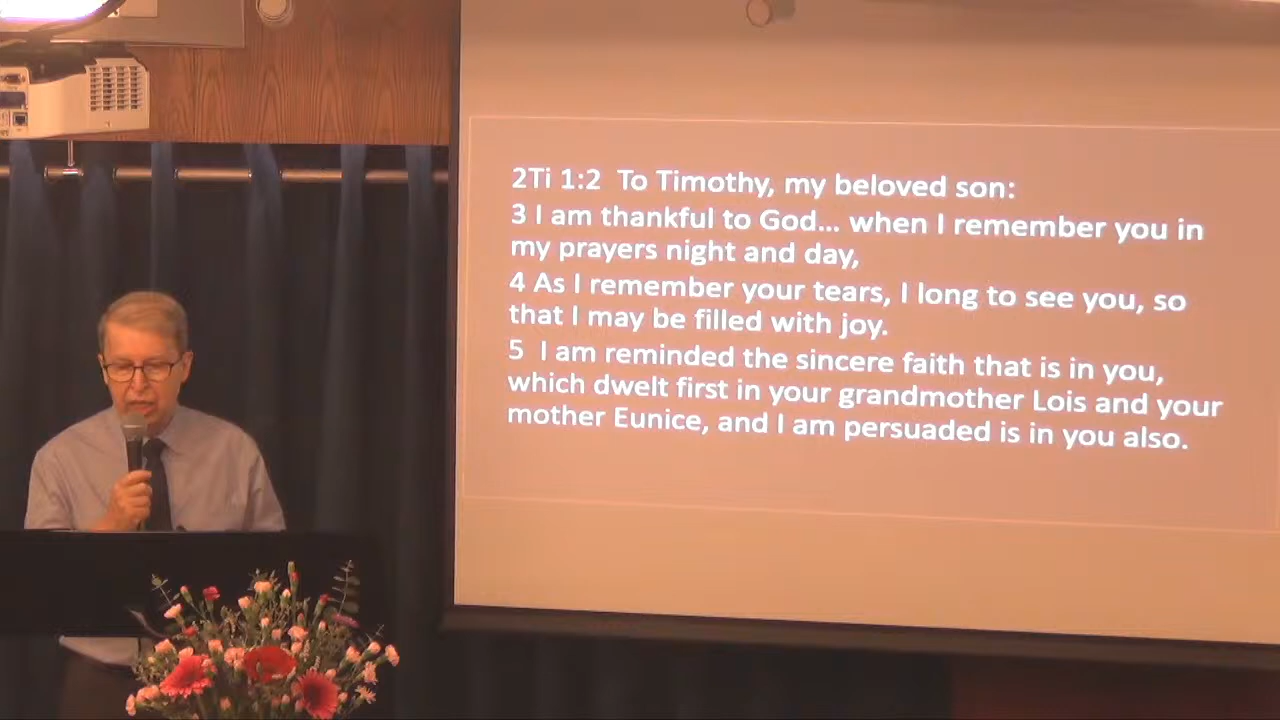 2Ti 1:2  To Timothy, my beloved son:
3 I am thankful to God... when I remember you in
my prayers night and day,
4 As I remember your tears, I long to see you, so
that I may be filled with joy.
5  I am reminded the sincere faith that is in you,
which dwelt first in your grandmother Lois and your
mother Eunice, and I am persuaded is in you also.